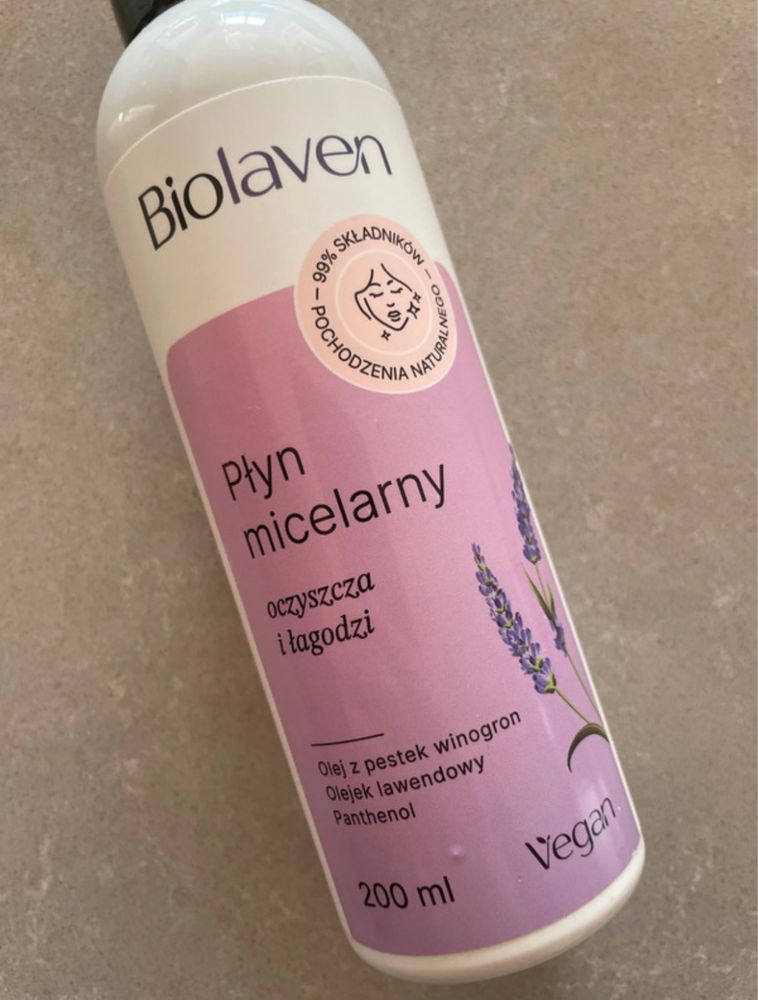 Biolaven
– 99% SKŁADNIKÓW –
POCHODZENIA NATURALNEGO
Płyn
micelarny
oczyszcza
i łagodzi
Olej z pestek winogron
Olejek lawendowy
Panthenol
Vegan
200 ml